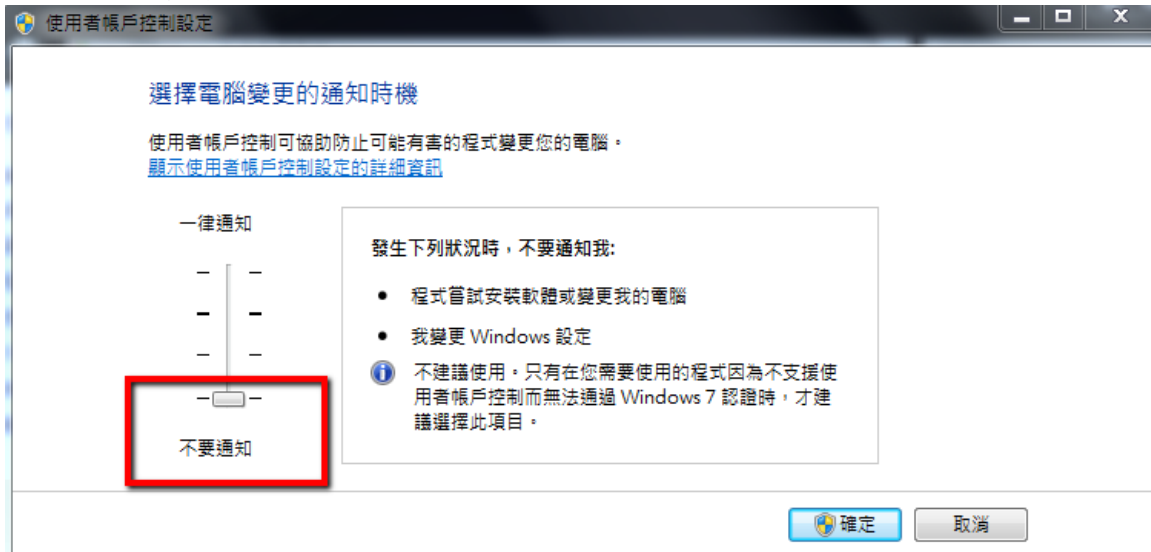 使用者帳戶控制設定
選擇電腦變更的通知時機
使用者帳戶控制可協助防止可能有害的程式變更您的電腦。
顯示使用者帳戶控制設定的詳細資訊
一律通知
發生下列狀況時，不要通知我:
程式嘗試安裝軟體或變更我的電腦
我變更 Windows 設定
不建議使用。只有在您需要使用的程式因為不支援使
用者帳戶控制而無法通過 Windows 7 認證時，才建
議選擇此項目。
不要通知
確定
取消